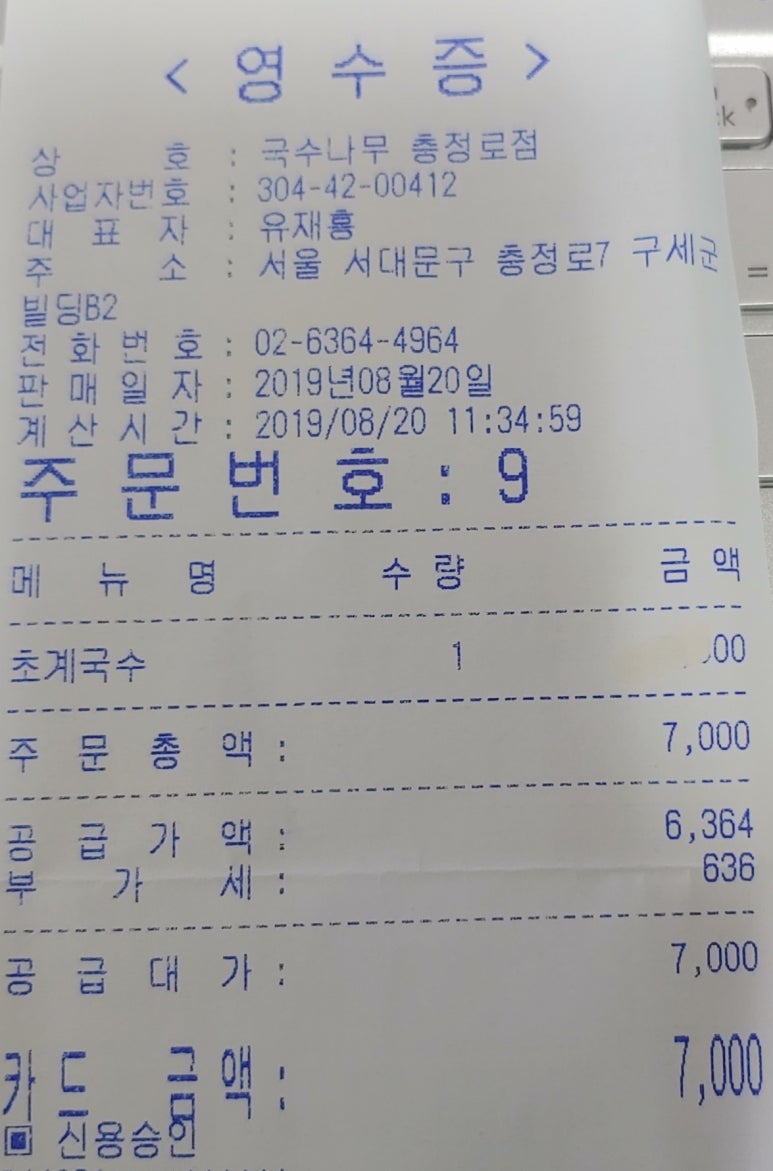 < 영 수 증 >
상 호 : 국수나무 충정로점
사업자번호 : 304-42-00412
대 표 자 : 유재흥
주 소 : 서울 서대문구 충정로7 구세군
빌딩B2
전 화 번 호 : 02-6364-4964
판 매 일 자 : 2019년08월20일
계 산 시 간 : 2019/08/20 11:34:59
주 문 번 호 : 9
메 뉴 명 수 량 금 액
초계국수 1
주 문 총 액 : 7,000
공 급 가 액 : 6,364
부 가 세 : 636
공 급 대 가 : 7,000
카 드 금 액 : 7,000
▣ 신용승인